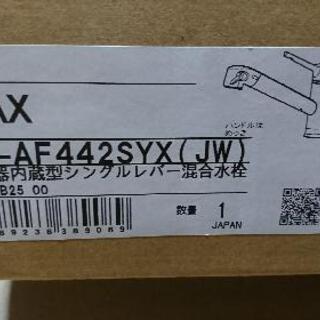 AX
-AF442SYX(JW)
器内蔵型シングルレバー混合水栓
B25 00
ハンドル:
めっき
数量 1
JAPAN